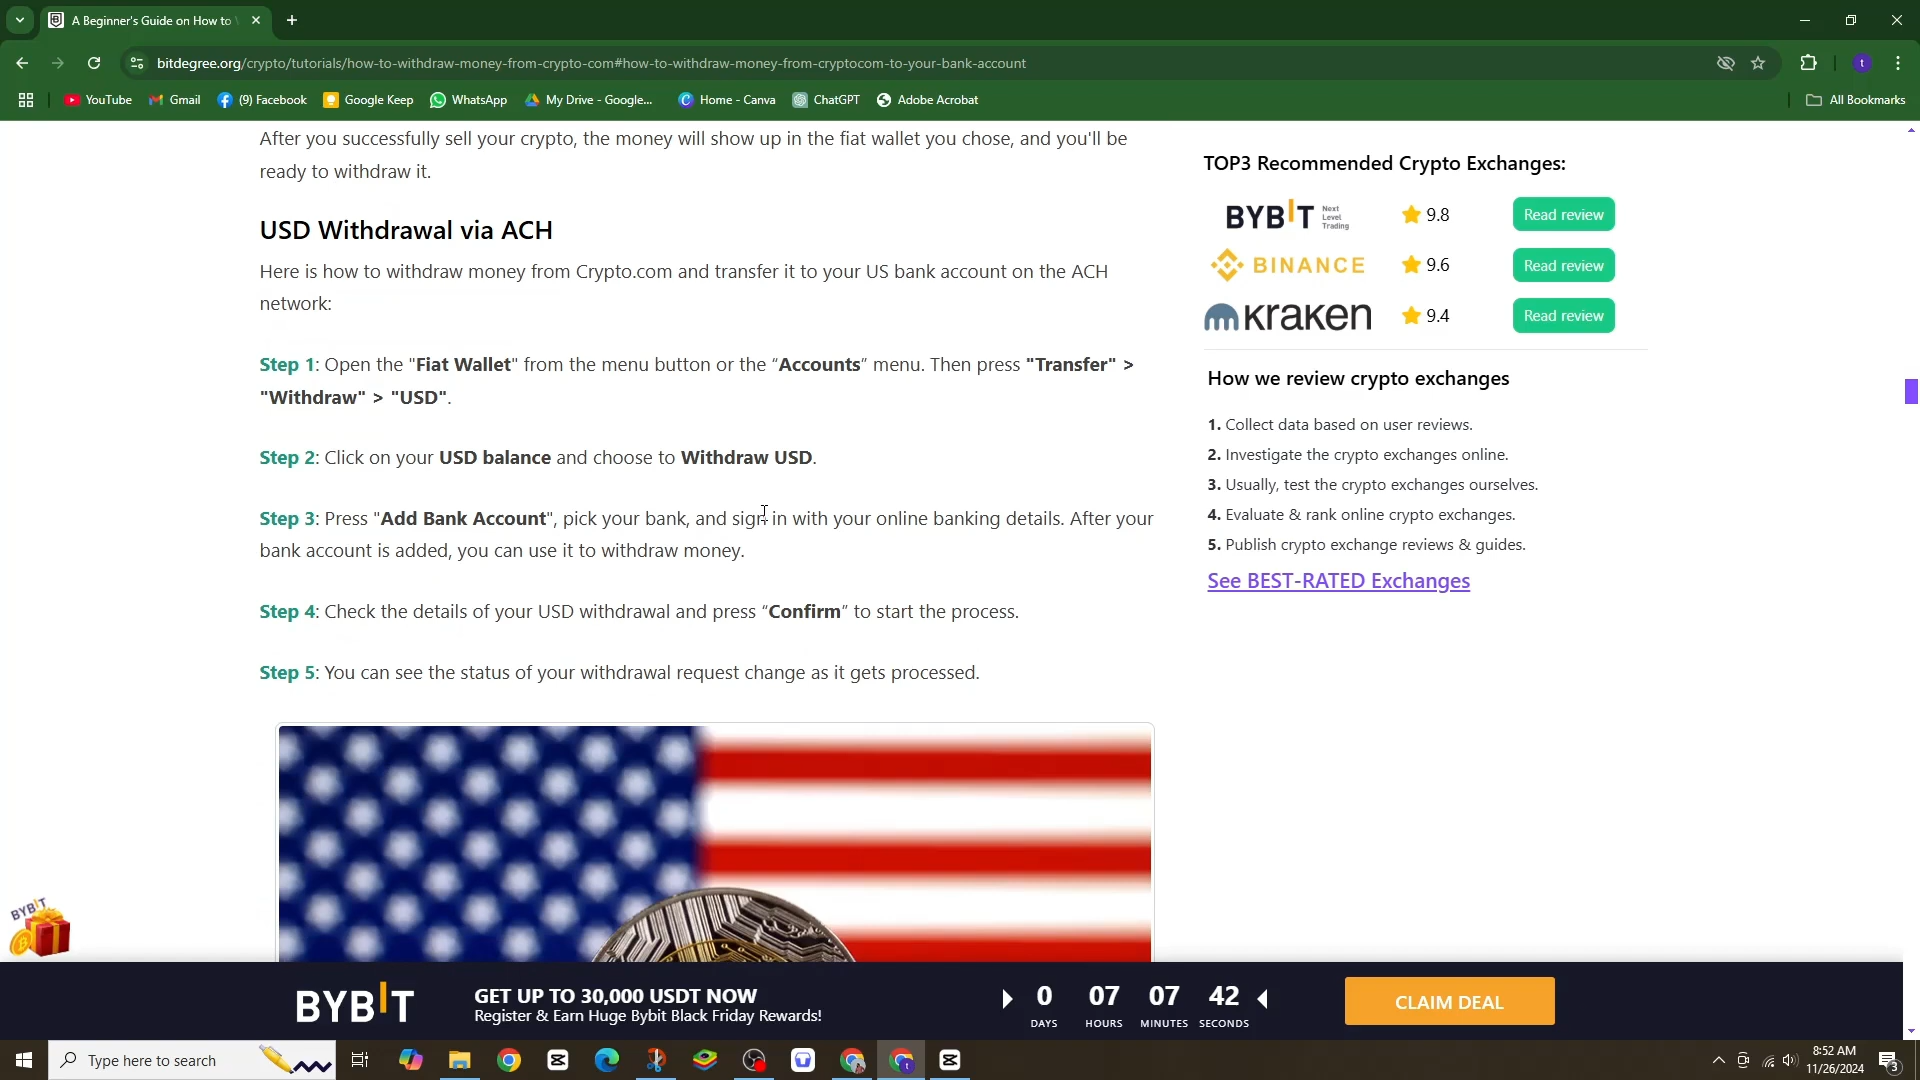 A Beginner's Guide on How to
bitdegree.org/crypto/tutorials/how-to-withdraw-money-from-crypto-com#how-to-withdraw-money-from-cryptocom-to-your-bank-account
t
YouTube
Gmail
(9) Facebook
Google Keep
WhatsApp
My Drive - Google...
Home - Canva
ChatGPT
Adobe Acrobat
All Bookmarks
After you successfully sell your crypto, the money will show up in the fiat wallet you chose, and you'll be
ready to withdraw it.
USD Withdrawal via ACH
Here is how to withdraw money from Crypto.com and transfer it to your US bank account on the ACH
network:
Step 1: Open the "Fiat Wallet" from the menu button or the “Accounts” menu. Then press "Transfer" >
"Withdraw" > "USD".
Step 2: Click on your USD balance and choose to Withdraw USD.
Step 3: Press "Add Bank Account", pick your bank, and sign in with your online banking details. After your
bank account is added, you can use it to withdraw money.
Step 4: Check the details of your USD withdrawal and press “Confirm” to start the process.
Step 5: You can see the status of your withdrawal request change as it gets processed.
TOP3 Recommended Crypto Exchanges:
BYBIT Next Level Trading 9.8 Read review
BINANCE 9.6 Read review
kraken 9.4 Read review
How we review crypto exchanges
1. Collect data based on user reviews.
2. Investigate the crypto exchanges online.
3. Usually, test the crypto exchanges ourselves.
4. Evaluate & rank online crypto exchanges.
5. Publish crypto exchange reviews & guides.
See BEST-RATED Exchanges
BYBIT
BYBIT
GET UP TO 30,000 USDT NOW
Register & Earn Huge Bybit Black Friday Rewards!
0 07 07 42
DAYS HOURS MINUTES SECONDS
CLAIM DEAL
Type here to search
8:52 AM
11/26/2024
3